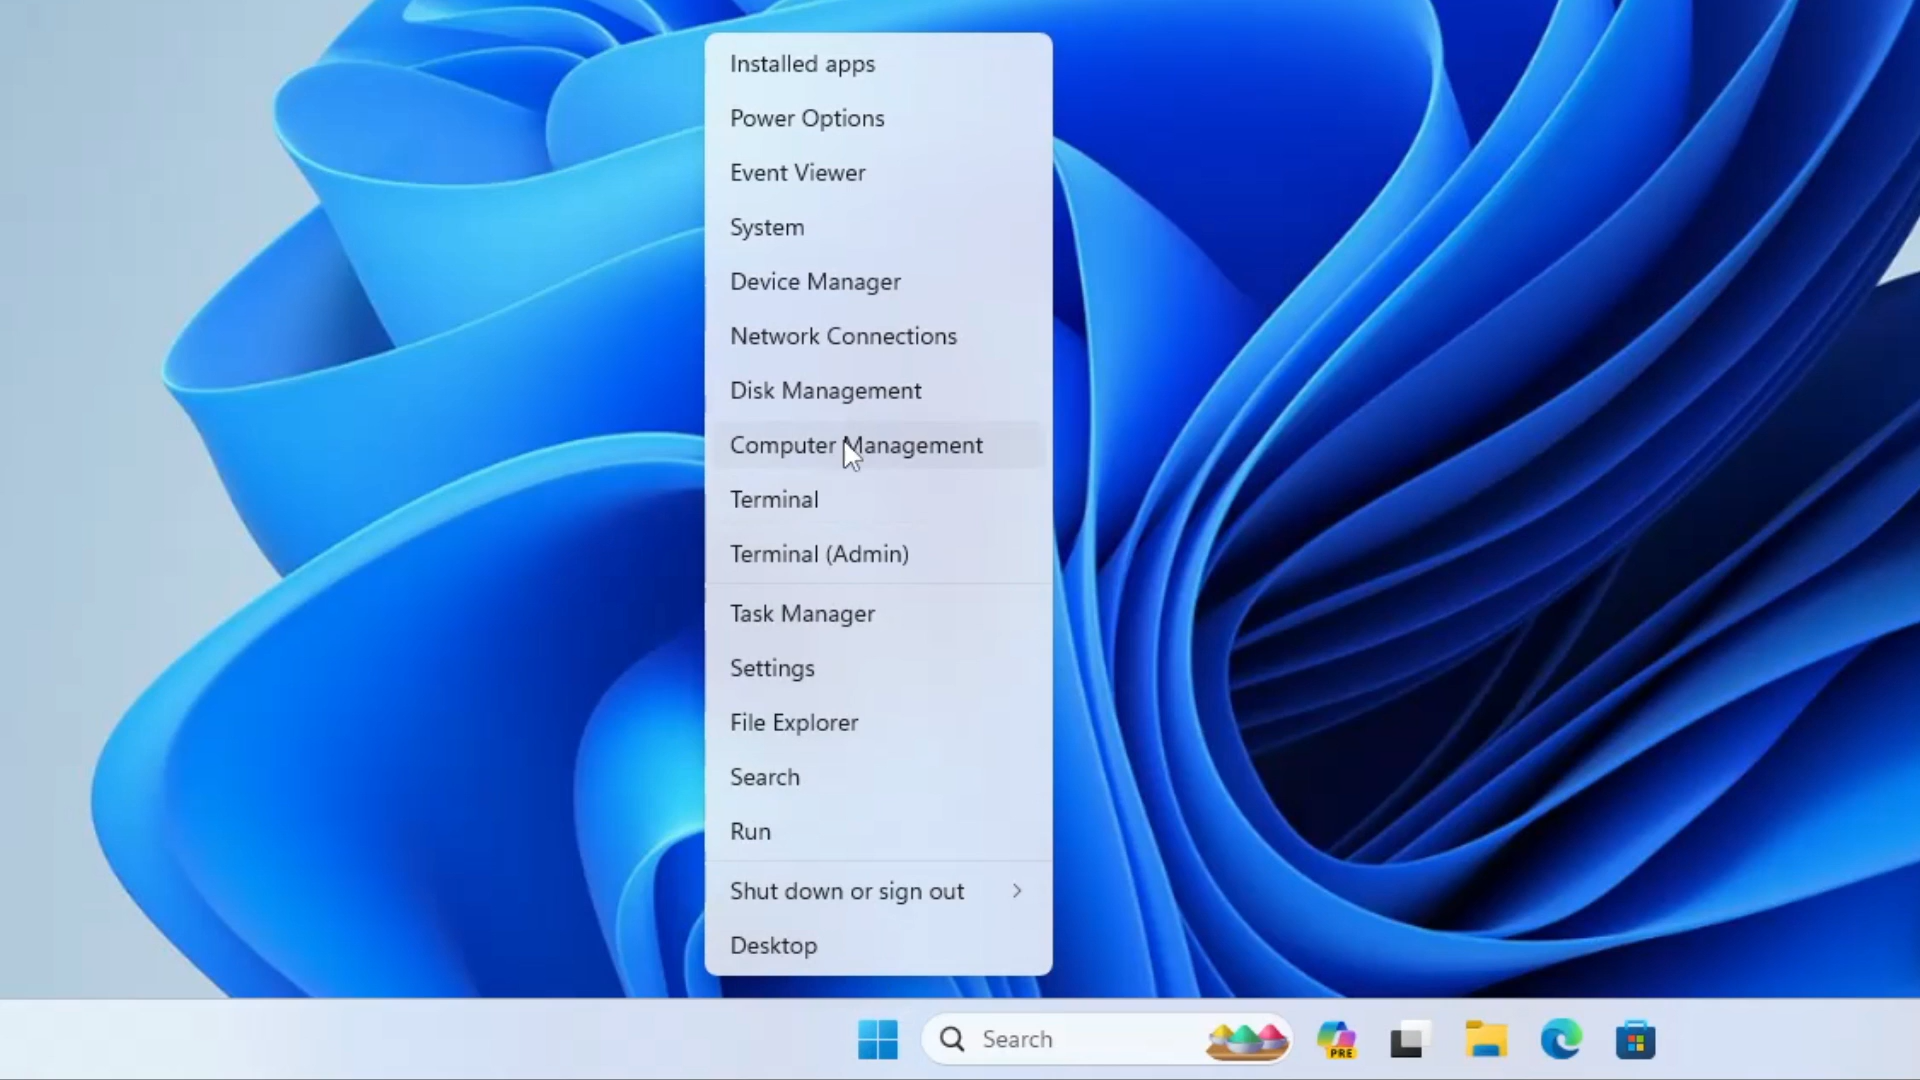 Installed apps
Power Options
Event Viewer
System
Device Manager
Network Connections
Disk Management
Computer Management
Terminal
Terminal (Admin)
Task Manager
Settings
File Explorer
Search
Run
Shut down or sign out
Desktop
Search
PRE